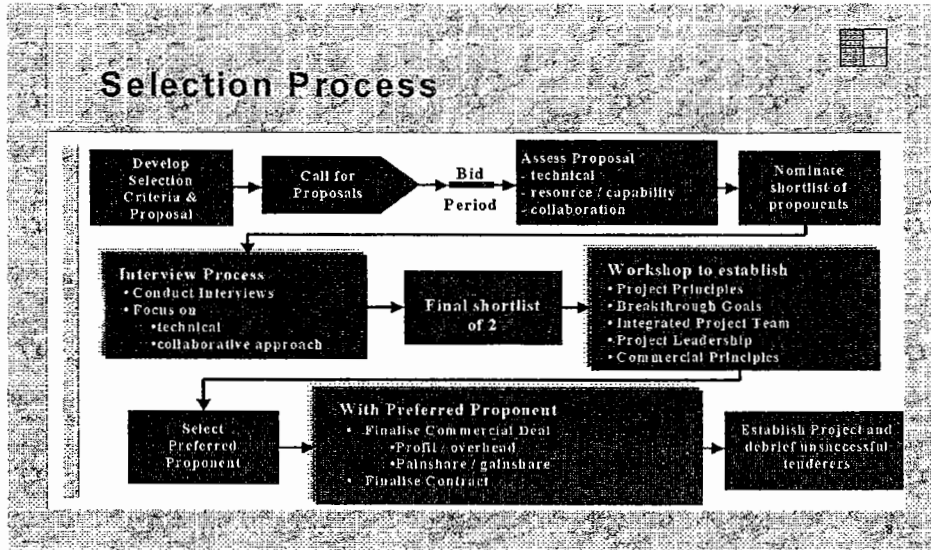 Selection Process
Develop
Selection
Criteria &
Proposal
Call for
Proposals
Bid
Period
Assess Proposal
- technical
- resource / capability
- collaboration
Nominate
shortlist of
proponents
Interview Process
• Conduct Interviews
• Focus on
•technical
•collaborative approach
Final shortlist
of 2
Workshop to establish
• Project Principles
• Breakthrough Goals
• Integrated Project Team
• Project Leadership
• Commercial Principles
Select
Preferred
Proponent
With Preferred Proponent
• Finalise Commercial Deal
•Profit / overhead
•Painshare / gainshare
• Finalise Contract
Establish Project and
debrief unsuccessful
tenderers
8